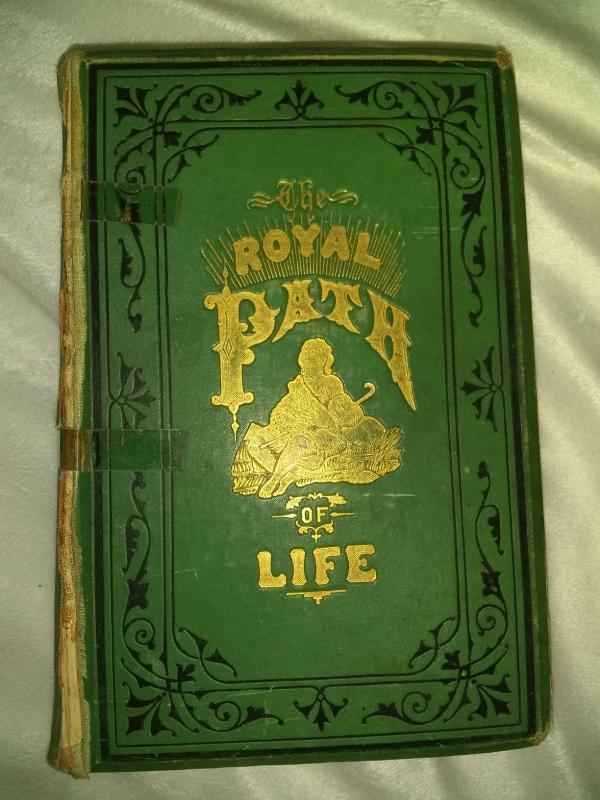 The
ROYAL
PATH
OF
LIFE